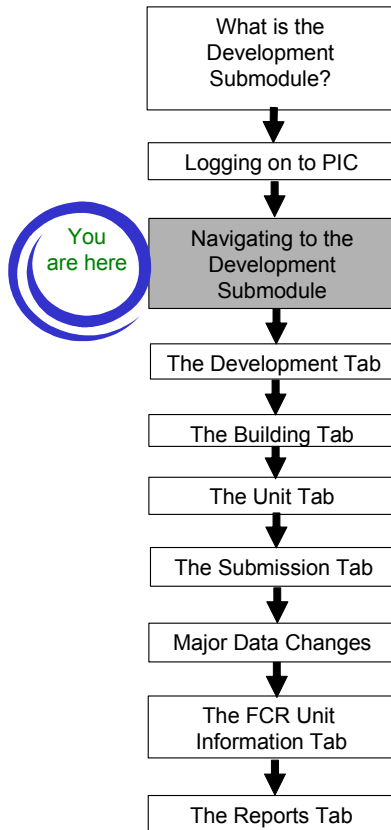 What is the
Development
Submodule?
Logging on to PIC
You
are here
Navigating to the
Development
Submodule
The Development Tab
The Building Tab
The Unit Tab
The Submission Tab
Major Data Changes
The FCR Unit
Information Tab
The Reports Tab